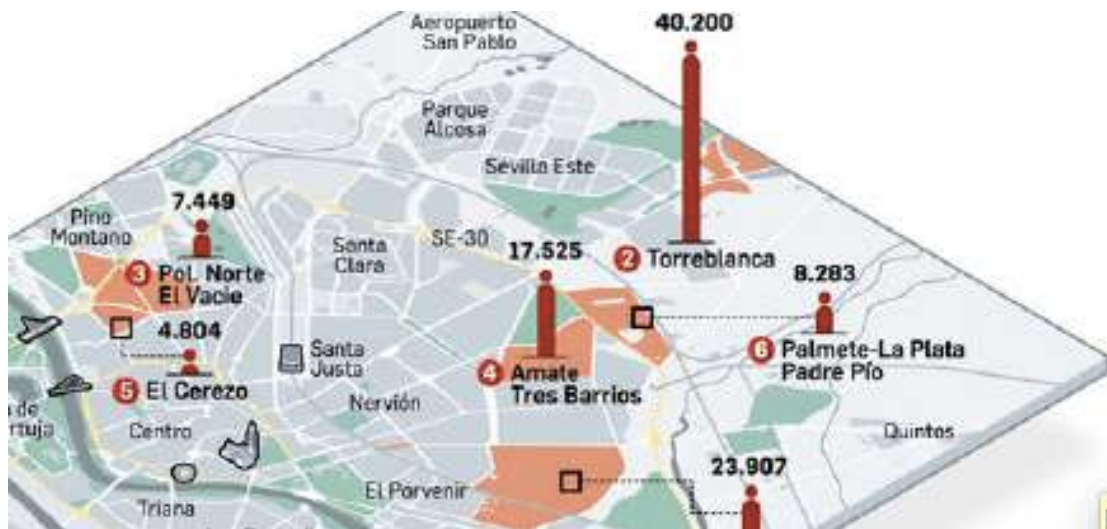 Aeropuerto
San Pablo
40.200
Parque
Alcosa
Sevilla Este
7.449
Pino
Montano
Santa
Clara
SE-30
17.525
2 Torreblanca
8.283
3 Pol. Norte
El Vacie
4.804
Santa
Justa
6 Palmete-La Plata
Padre Pío
4 Amate
Tres Barrios
5 El Cerezo
Nervión
a de
rtuja
Centro
Quintos
23.907
El Porvenir
Triana